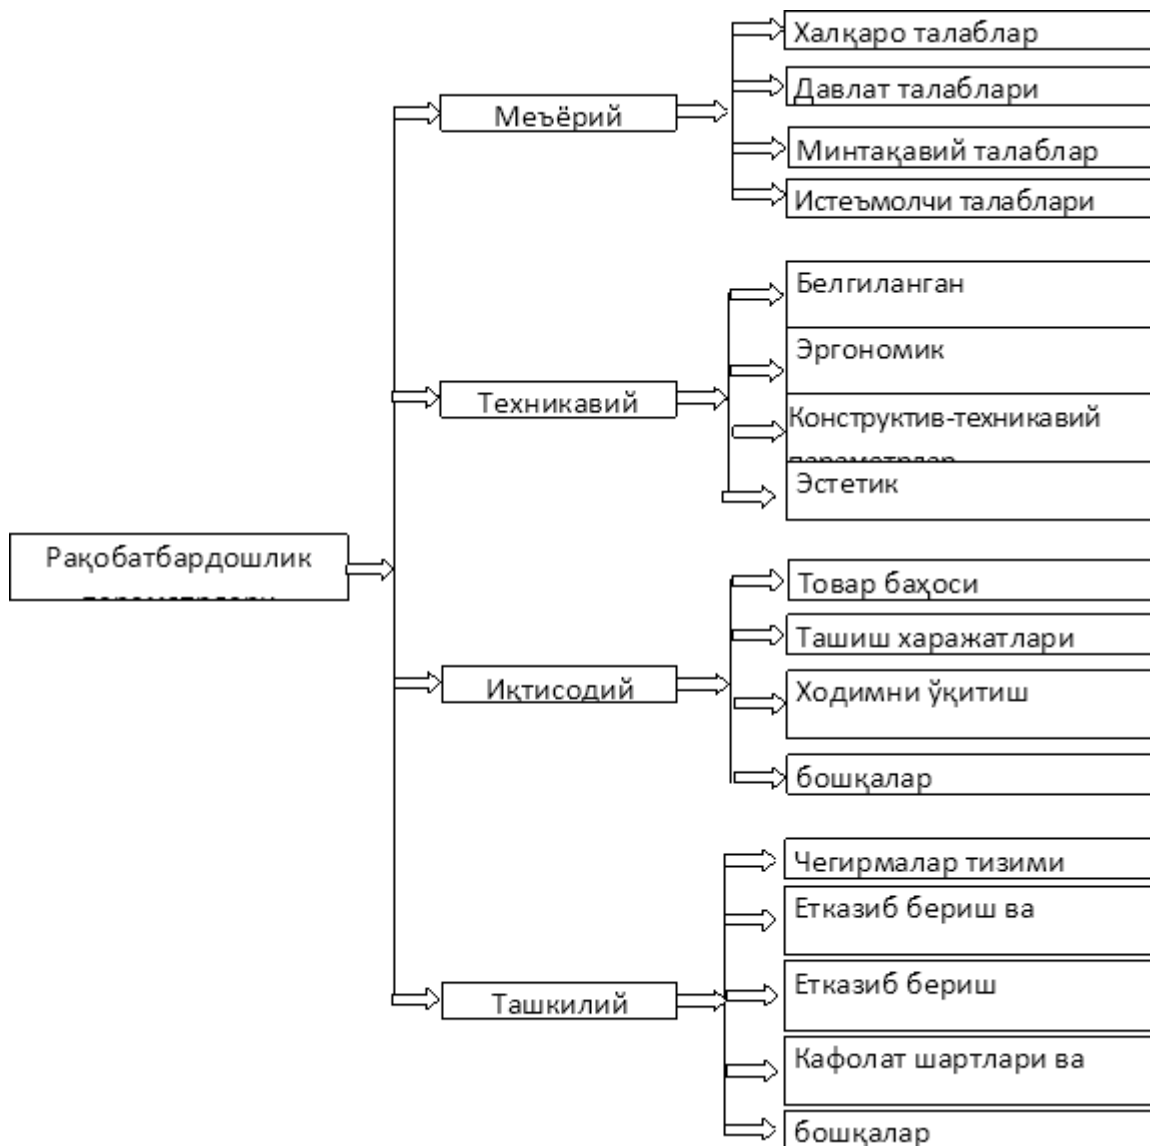 Рақобатбардошлик
Меъёрий
Халқаро талаблар
Давлат талаблари
Минтақавий талаблар
Истеъмолчи талаблари
Техникавий
Белгиланган
Эргономик
Конструктив-техникавий
Эстетик
Иқтисодий
Товар баҳоси
Ташиш харажатлари
Ходимни ўқитиш
бошқалар
Ташкилий
Чегирмалар тизими
Етказиб бериш ва
Етказиб бериш
Кафолат шартлари ва
бошқалар